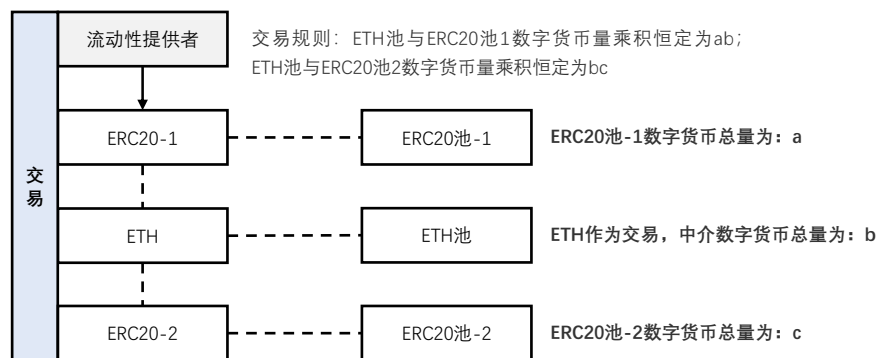 流动性提供者
交易规则：ETH池与ERC20池1数字货币量乘积恒定为ab；
ETH池与ERC20池2数字货币量乘积恒定为bc
交易
ERC20-1
ERC20池-1
ERC20池-1数字货币总量为：a
ETH
ETH池
ETH作为交易，中介数字货币总量为：b
ERC20-2
ERC20池-2
ERC20池-2数字货币总量为：c